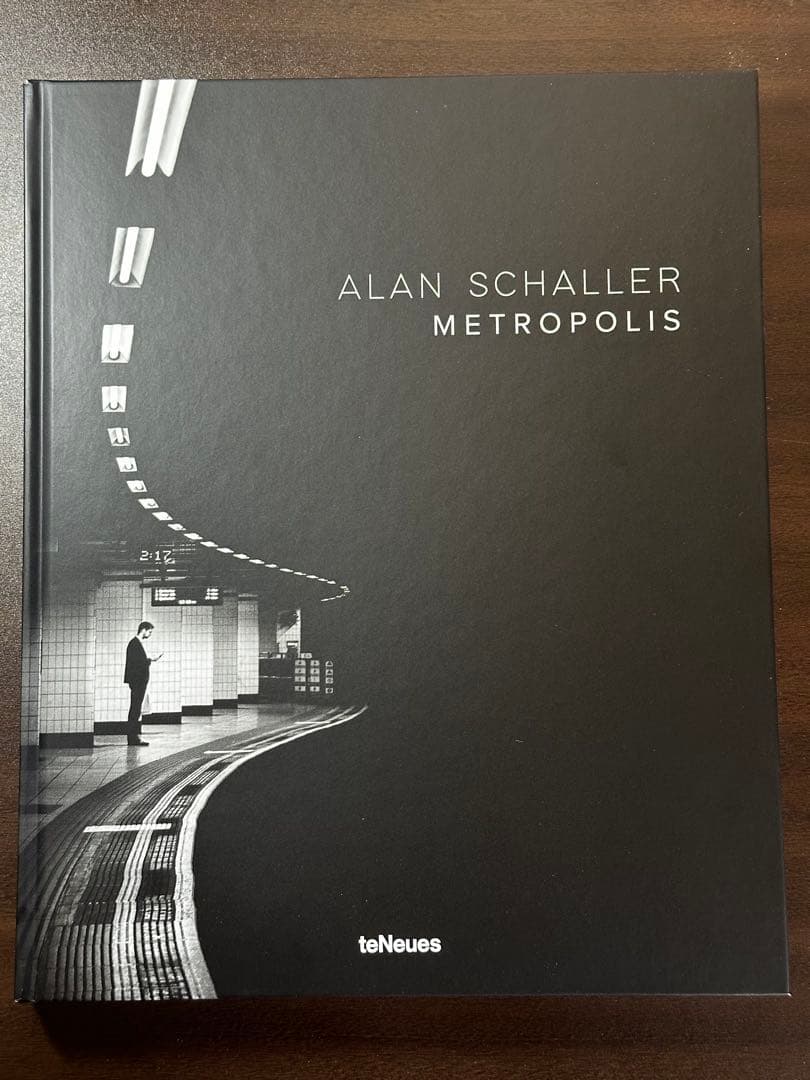 ALAN SCHALLER
METROPOLIS
2:17
teNeues